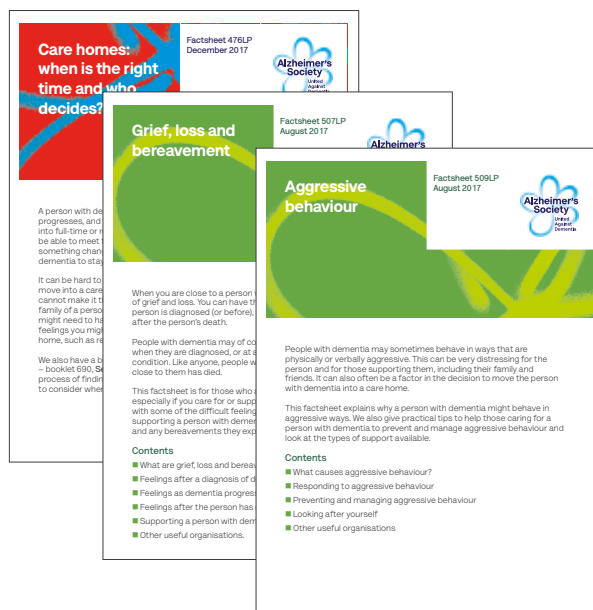 Care homes:
when is the right
time and who
decides?
Factsheet 476LP
December 2017
Alzheimer's
Society
United
Against
Dementia
A person with de
progresses, and
into full-time or
be able to meet
something chan
dementia to stay
It can be hard to
move into a care
cannot make it t
family of a perso
might need to ha
feelings you migh
home, such as re
We also have a b
– booklet 690, Se
process of findin
to consider when
Grief, loss and
bereavement
Factsheet 507LP
August 2017
Alzheimer's
When you are close to a person
of grief and loss. You can have th
person is diagnosed (or before),
after the person's death.
People with dementia may of co
when they are diagnosed, or at a
condition. Like anyone, people w
close to them has died.
This factsheet is for those who a
especially if you care for or supp
with some of the difficult feeling
supporting a person with demen
and any bereavements they exp
Contents
■ What are grief, loss and bereav
■ Feelings after a diagnosis of d
■ Feelings as dementia progres
■ Feelings after the person has
■ Supporting a person with dem
■ Other useful organisations.
Aggressive
behaviour
Factsheet 509LP
August 2017
Alzheimer's
Society
United
Against
Dementia
People with dementia may sometimes behave in ways that are
physically or verbally aggressive. This can be very distressing for the
person and for those supporting them, including their family and
friends. It can also often be a factor in the decision to move the person
with dementia into a care home.
This factsheet explains why a person with dementia might behave in
aggressive ways. We also give practical tips to help those caring for a
person with dementia to prevent and manage aggressive behaviour and
look at the types of support available.
Contents
■ What causes aggressive behaviour?
■ Responding to aggressive behaviour
■ Preventing and managing aggressive behaviour
■ Looking after yourself
■ Other useful organisations